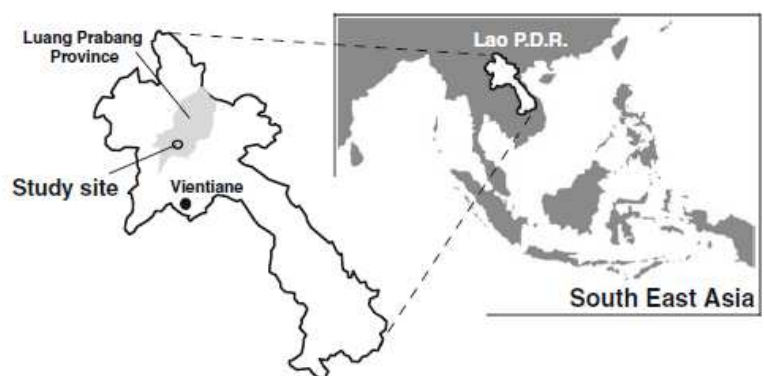 Luang Prabang
Province
Lao P.D.R.
Study site
Vientiane
South East Asia